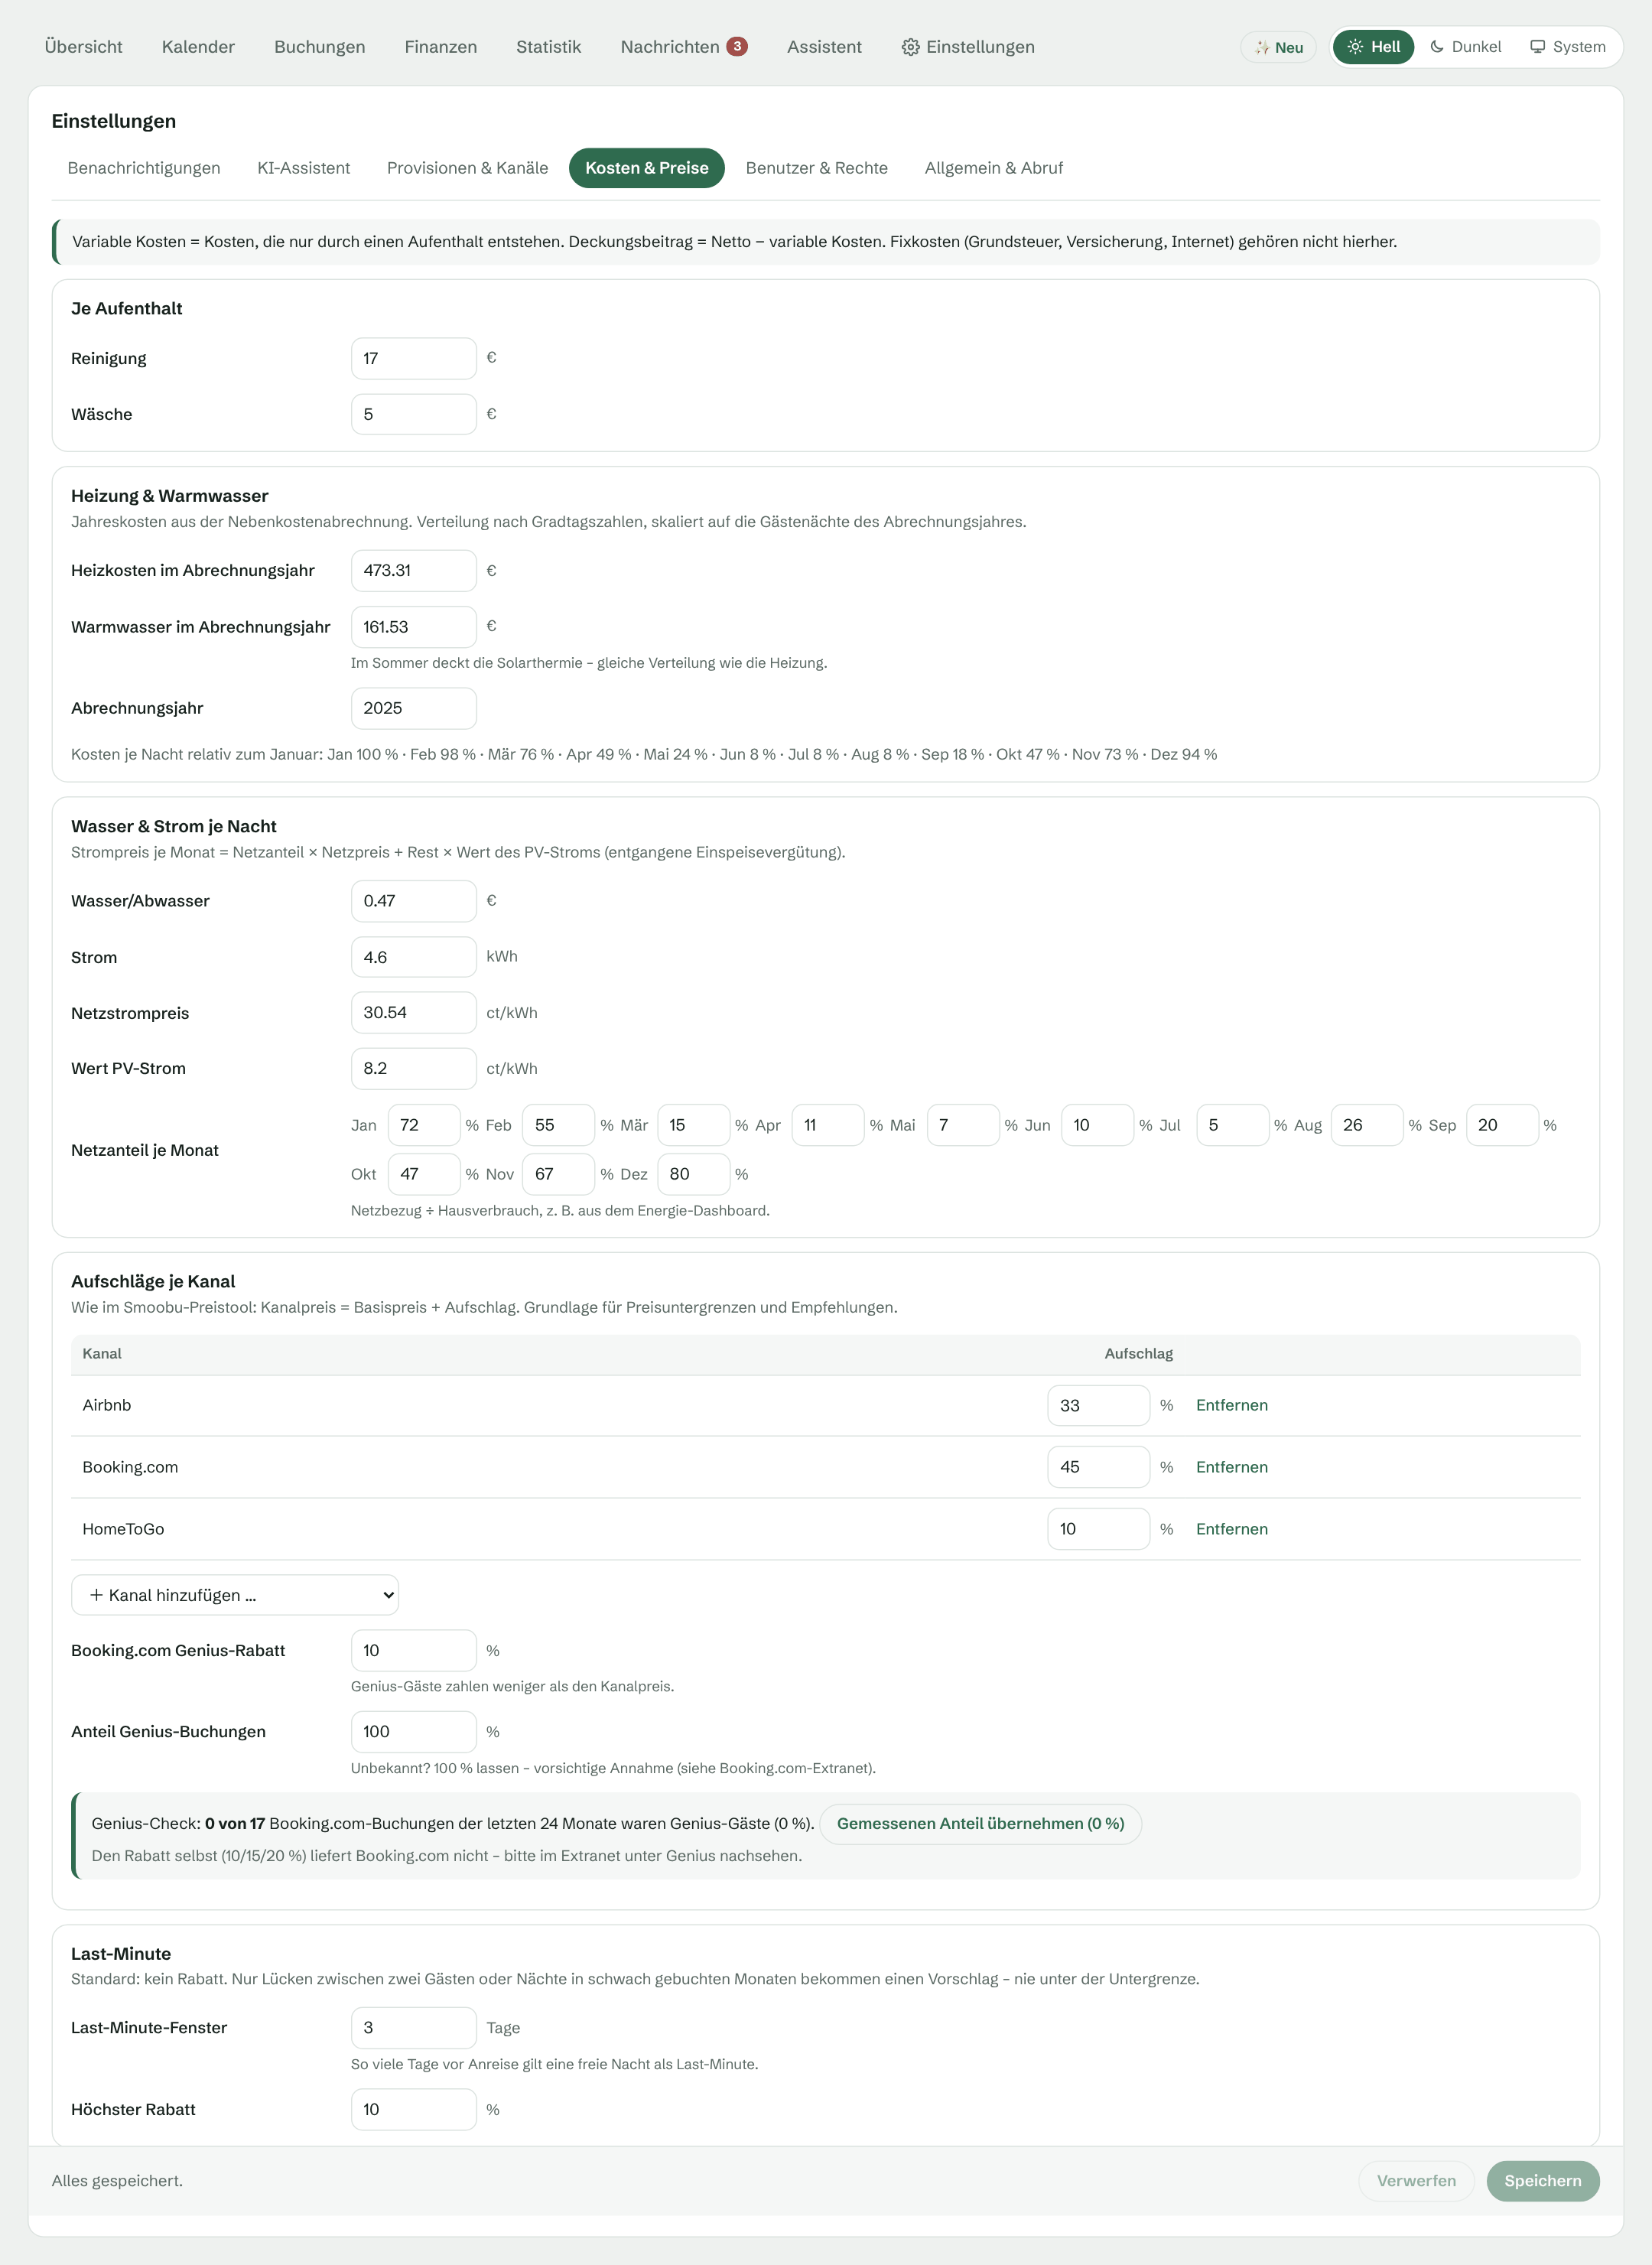 Übersicht Kalender Buchungen Finanzen Statistik Nachrichten 3 Assistent Einstellungen ✨ Neu Hell Dunkel System
Einstellungen
Benachrichtigungen KI-Assistent Provisionen & Kanäle Kosten & Preise Benutzer & Rechte Allgemein & Abruf
Variable Kosten = Kosten, die nur durch einen Aufenthalt entstehen. Deckungsbeitrag = Netto − variable Kosten. Fixkosten (Grundsteuer, Versicherung, Internet) gehören nicht hierher.
Je Aufenthalt
Reinigung 17 €
Wäsche 5 €
Heizung & Warmwasser
Jahreskosten aus der Nebenkostenabrechnung. Verteilung nach Gradtagszahlen, skaliert auf die Gästenächte des Abrechnungsjahres.
Heizkosten im Abrechnungsjahr 473.31 €
Warmwasser im Abrechnungsjahr 161.53 €
Im Sommer deckt die Solarthermie – gleiche Verteilung wie die Heizung.
Abrechnungsjahr 2025
Kosten je Nacht relativ zum Januar: Jan 100 % · Feb 98 % · Mär 76 % · Apr 49 % · Mai 24 % · Jun 8 % · Jul 8 % · Aug 8 % · Sep 18 % · Okt 47 % · Nov 73 % · Dez 94 %
Wasser & Strom je Nacht
Strompreis je Monat = Netzanteil × Netzpreis + Rest × Wert des PV-Stroms (entgangene Einspeisevergütung).
Wasser/Abwasser 0.47 €
Strom 4.6 kWh
Netzstrompreis 30.54 ct/kWh
Wert PV-Strom 8.2 ct/kWh
Netzanteil je Monat Jan 72 % Feb 55 % Mär 15 % Apr 11 % Mai 7 % Jun 10 % Jul 5 % Aug 26 % Sep 20 %
Okt 47 % Nov 67 % Dez 80 %
Netzbezug ÷ Hausverbrauch, z. B. aus dem Energie-Dashboard.
Aufschläge je Kanal
Wie im Smoobu-Preistool: Kanalpreis = Basispreis + Aufschlag. Grundlage für Preisuntergrenzen und Empfehlungen.
Kanal Aufschlag
Airbnb 33 % Entfernen
Booking.com 45 % Entfernen
HomeToGo 10 % Entfernen
+ Kanal hinzufügen ...
Booking.com Genius-Rabatt 10 %
Genius-Gäste zahlen weniger als den Kanalpreis.
Anteil Genius-Buchungen 100 %
Unbekannt? 100 % lassen – vorsichtige Annahme (siehe Booking.com-Extranet).
Genius-Check: 0 von 17 Booking.com-Buchungen der letzten 24 Monate waren Genius-Gäste (0 %). Gemessenen Anteil übernehmen (0 %)
Den Rabatt selbst (10/15/20 %) liefert Booking.com nicht – bitte im Extranet unter Genius nachsehen.
Last-Minute
Standard: kein Rabatt. Nur Lücken zwischen zwei Gästen oder Nächte in schwach gebuchten Monaten bekommen einen Vorschlag – nie unter der Untergrenze.
Last-Minute-Fenster 3 Tage
So viele Tage vor Anreise gilt eine freie Nacht als Last-Minute.
Höchster Rabatt 10 %
Alles gespeichert. Verwerfen Speichern